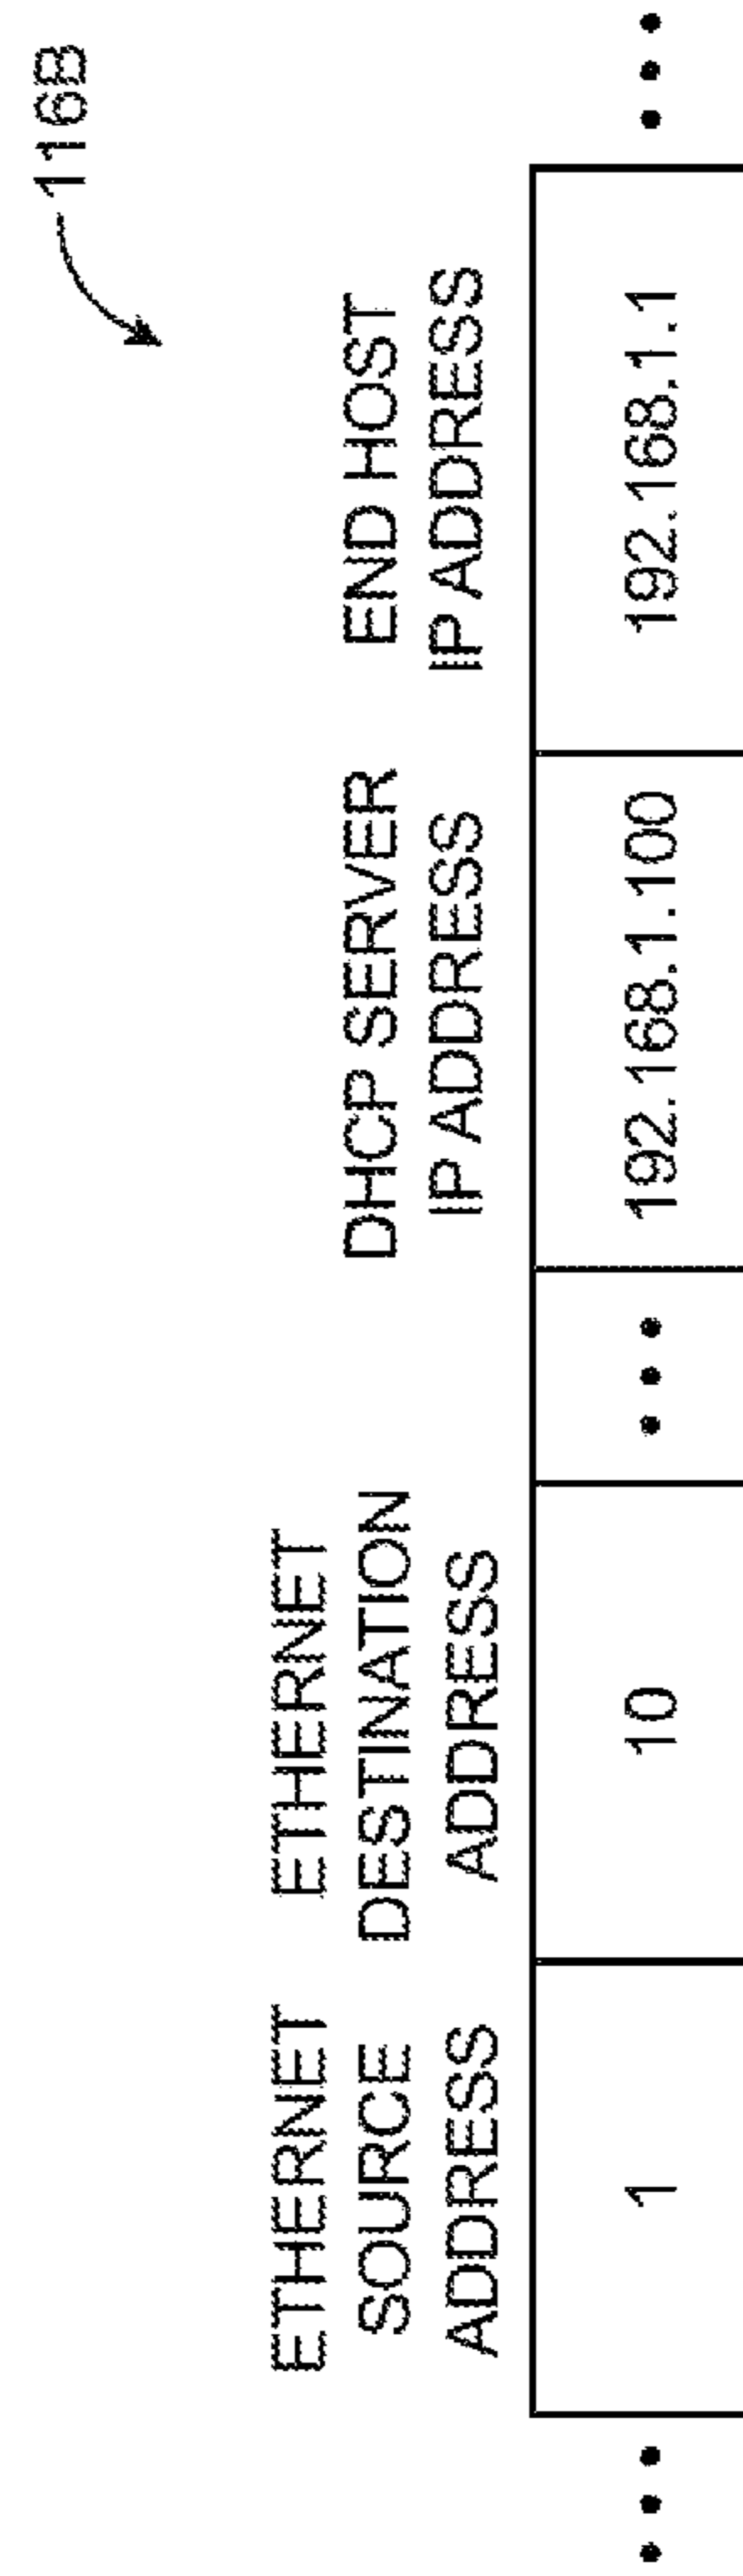 116B
ETHERNET
SOURCE
ADDRESS
ETHERNET
DESTINATION
ADDRESS
DHCP SERVER
IP ADDRESS
END HOST
IP ADDRESS
• • •
1
10
• • •
192.168.1.100
192.168.1.1
• • •